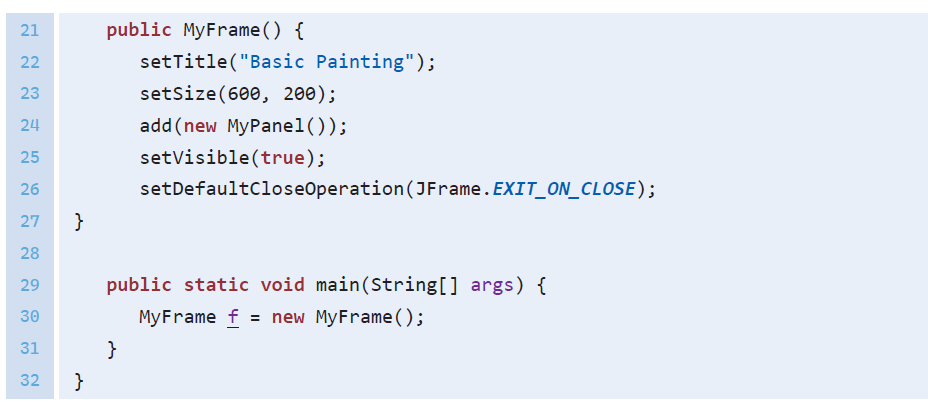 21 public MyFrame() {
22 setTitle("Basic Painting");
23 setSize(600, 200);
24 add(new MyPanel());
25 setVisible(true);
26 setDefaultCloseOperation(JFrame.EXIT_ON_CLOSE);
27 }
28
29 public static void main(String[] args) {
30 MyFrame f = new MyFrame();
31 }
32 }